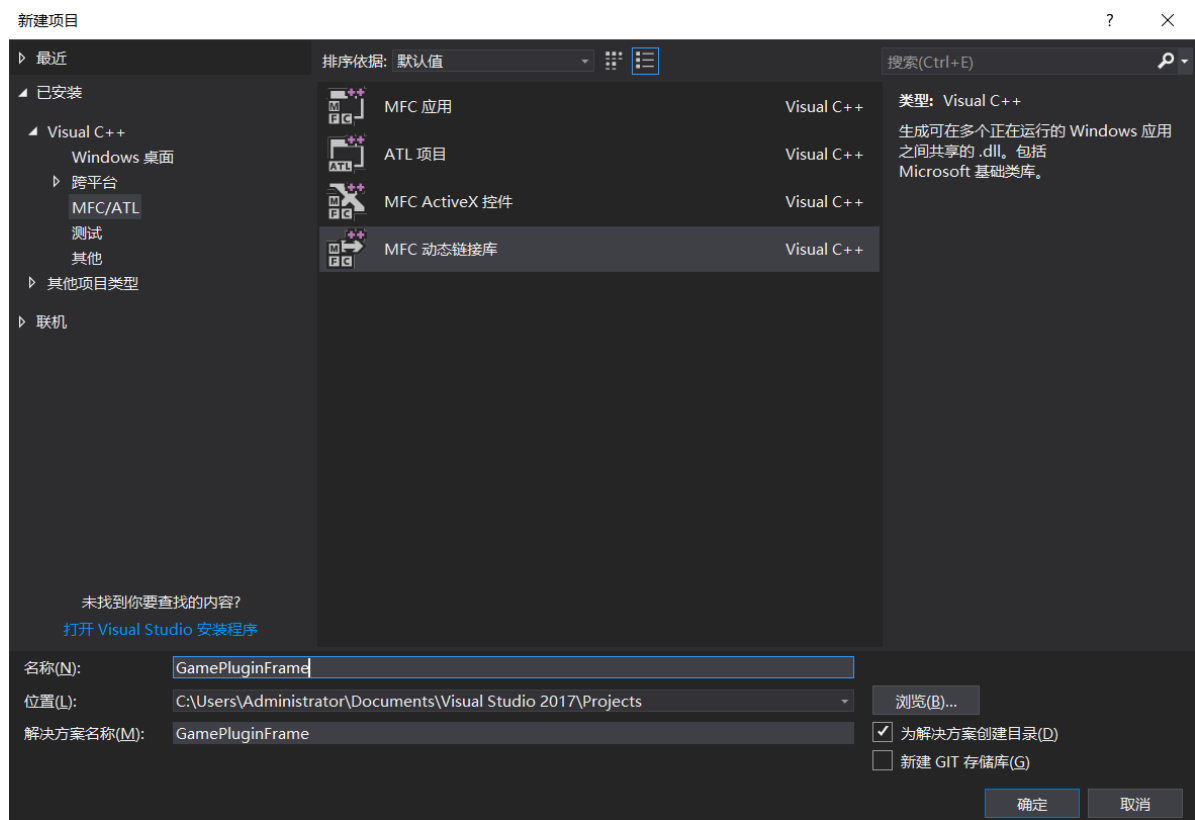 新建项目
?
最近
已安装
Visual C++
Windows 桌面
跨平台
MFC/ATL
测试
其他
其他项目类型
联机
未找到你要查找的内容?
打开 Visual Studio 安装程序
排序依据: 默认值
MFC 应用 Visual C++
ATL 项目 Visual C++
MFC ActiveX 控件 Visual C++
MFC 动态链接库 Visual C++
搜索(Ctrl+E)
类型: Visual C++
生成可在多个正在运行的 Windows 应用
之间共享的 .dll。包括
Microsoft 基础类库。
名称(N): GamePluginFrame
位置(L): C:\Users\Administrator\Documents\Visual Studio 2017\Projects
浏览(B)...
解决方案名称(M): GamePluginFrame
为解决方案创建目录(D)
新建 GIT 存储库(G)
确定 取消